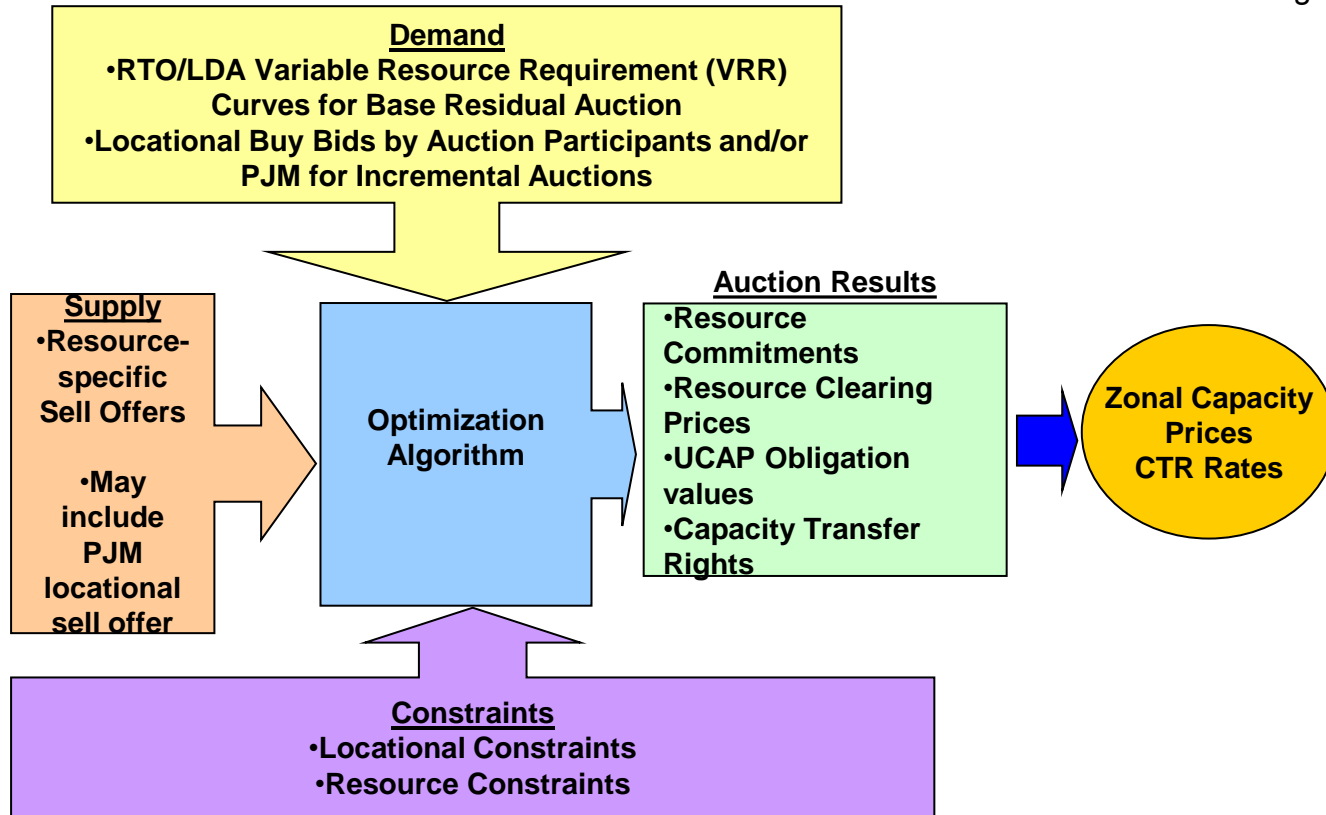 g
Demand
•RTO/LDA Variable Resource Requirement (VRR)
Curves for Base Residual Auction
•Locational Buy Bids by Auction Participants and/or
PJM for Incremental Auctions
Supply
•Resource-
specific
Sell Offers
•May
include
PJM
locational
sell offer
Optimization
Algorithm
Auction Results
•Resource
Commitments
•Resource Clearing
Prices
•UCAP Obligation
values
•Capacity Transfer
Rights
Zonal Capacity
Prices
CTR Rates
Constraints
•Locational Constraints
•Resource Constraints